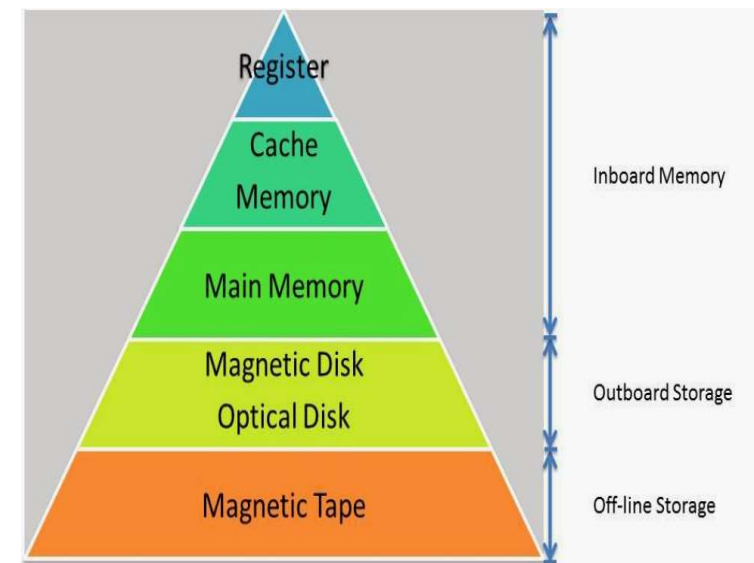 Register
Cache
Memory
Inboard Memory
Main Memory
Magnetic Disk
Optical Disk
Outboard Storage
Magnetic Tape
Off-line Storage